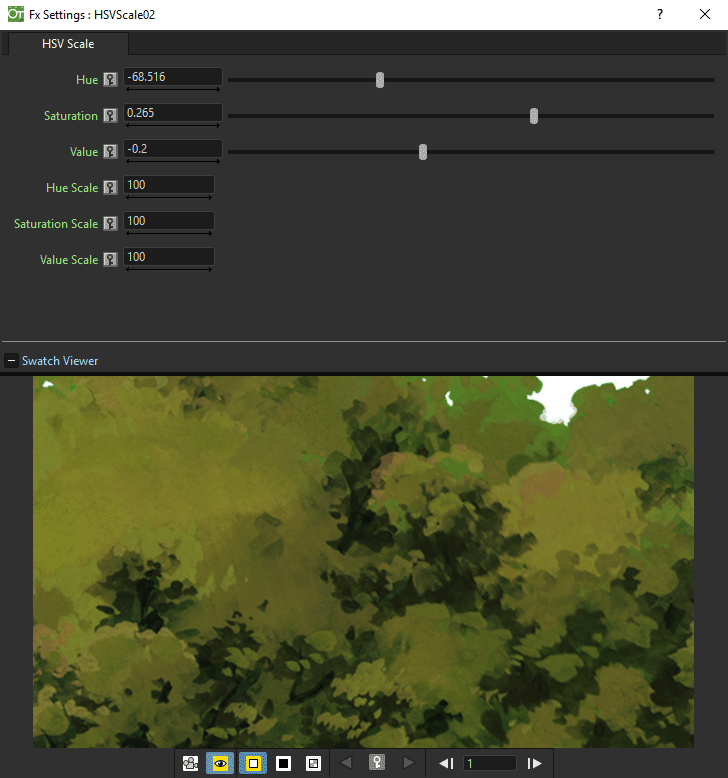 OT Fx Settings : HSVScale02 ?
HSV Scale
Hue -68.516
Saturation 0.265
Value -0.2
Hue Scale 100
Saturation Scale 100
Value Scale 100
Swatch Viewer
1